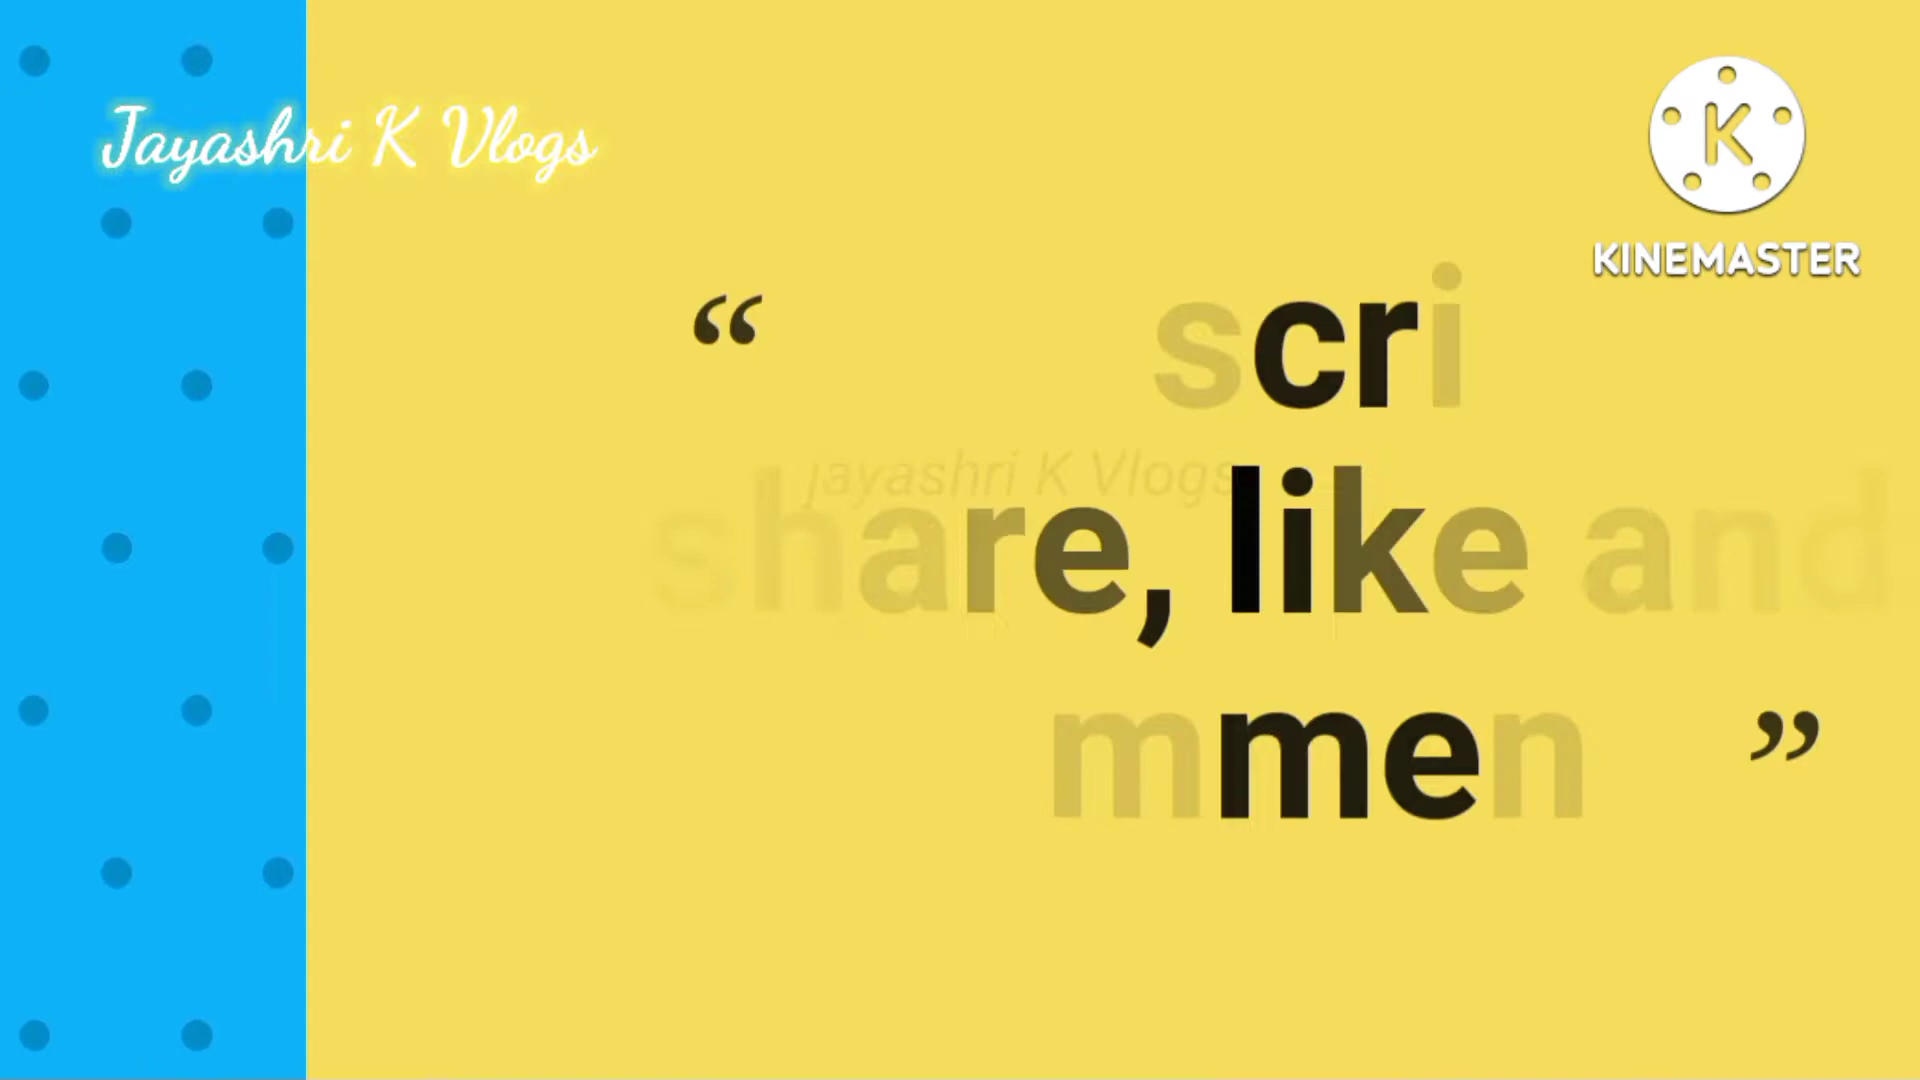 Jayashri K Vlogs
KINEMASTER
“ scri
jayashri K Vlogs
share, like and
mmen ”